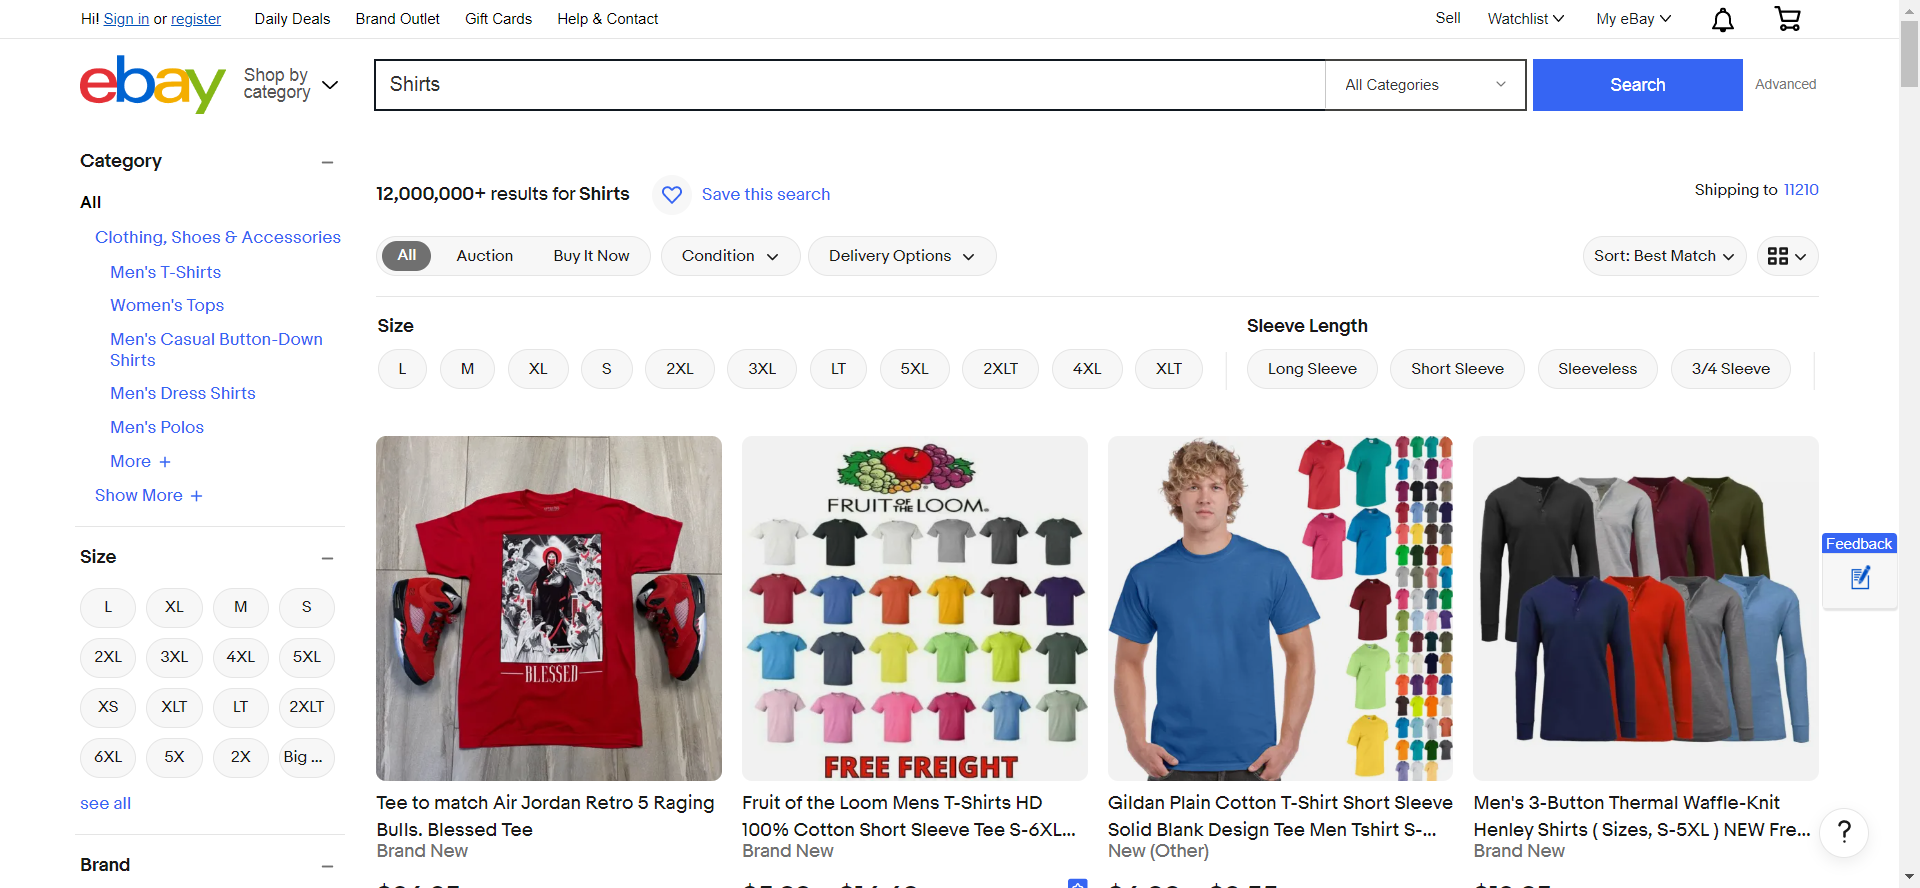 Hi! Sign in or register Daily Deals Brand Outlet Gift Cards Help & Contact Sell Watchlist My eBay
ebay Shop by category Shirts All Categories Search Advanced
Category
All
Clothing, Shoes & Accessories
Men's T-Shirts
Women's Tops
Men's Casual Button-Down
Shirts
Men's Dress Shirts
Men's Polos
More +
Show More +
Size
L XL M S
2XL 3XL 4XL 5XL
XS XLT LT 2XLT
6XL 5X 2X Big ...
see all
Brand
12,000,000+ results for Shirts Save this search Shipping to 11210
All Auction Buy It Now Condition Delivery Options Sort: Best Match
Size Sleeve Length
L M XL S 2XL 3XL LT 5XL 2XLT 4XL XLT Long Sleeve Short Sleeve Sleeveless 3/4 Sleeve
BLESSED
FRUIT OF THE LOOM.
FREE FREIGHT
Tee to match Air Jordan Retro 5 Raging
Bulls. Blessed Tee
Brand New
Fruit of the Loom Mens T-Shirts HD
100% Cotton Short Sleeve Tee S-6XL...
Brand New
Gildan Plain Cotton T-Shirt Short Sleeve
Solid Blank Design Tee Men Tshirt S-...
New (Other)
Men's 3-Button Thermal Waffle-Knit
Henley Shirts ( Sizes, S-5XL ) NEW Fre...
Brand New
Feedback
?